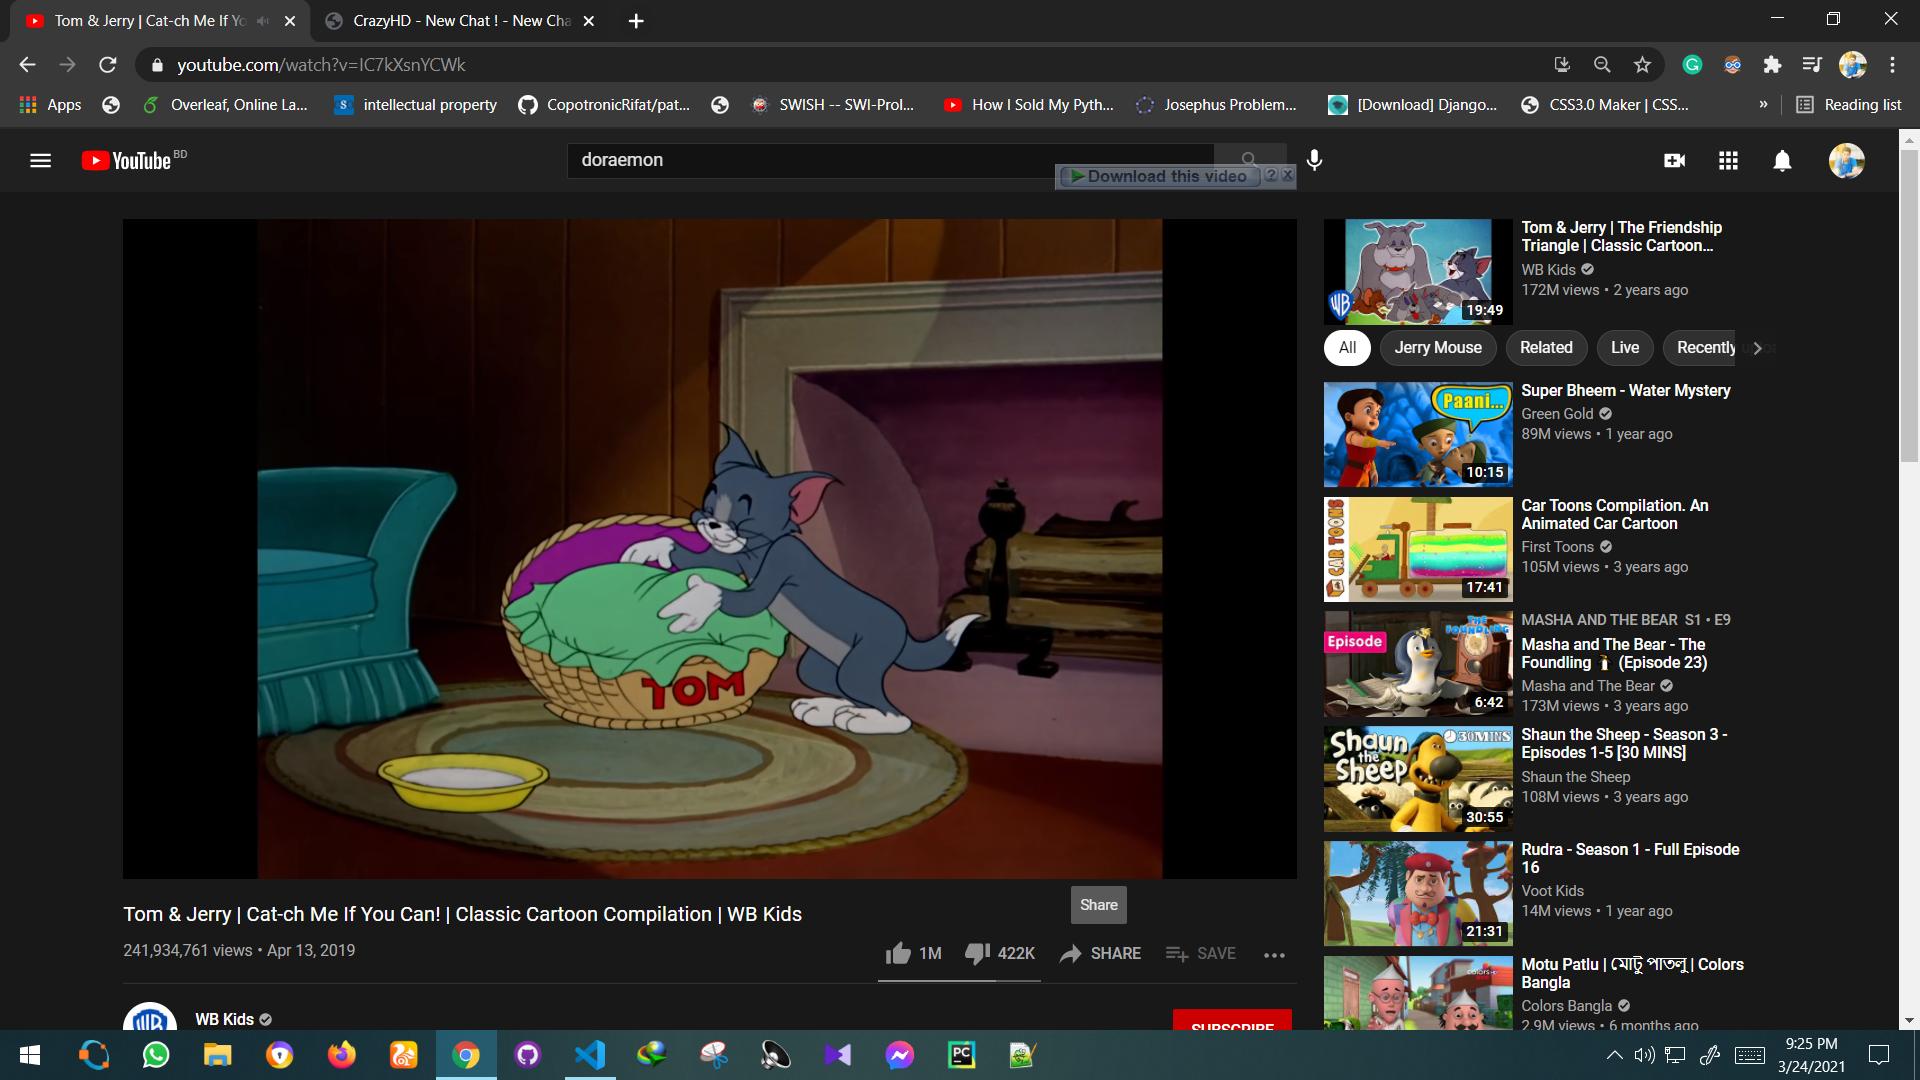 Tom & Jerry | Cat-ch Me If Yo
CrazyHD - New Chat ! - New Cha
youtube.com/watch?v=IC7kXsnYCWk
Apps
Overleaf, Online La...
intellectual property
CopotronicRifat/pat...
SWISH -- SWI-Prol...
How I Sold My Pyth...
Josephus Problem...
[Download] Django...
CSS3.0 Maker | CSS...
»
Reading list
YouTube BD
doraemon
Download this video
TOM
Tom & Jerry | Cat-ch Me If You Can! | Classic Cartoon Compilation | WB Kids
Share
241,934,761 views • Apr 13, 2019
1M
422K
SHARE
SAVE
WB Kids
SUBSCRIBE
WB
19:49
Tom & Jerry | The Friendship
Triangle | Classic Cartoon...
WB Kids
172M views • 2 years ago
All
Jerry Mouse
Related
Live
Recently
Paani...
10:15
Super Bheem - Water Mystery
Green Gold
89M views • 1 year ago
CAR TOONS
17:41
Car Toons Compilation. An
Animated Car Cartoon
First Toons
105M views • 3 years ago
Episode
THE
FOUNDLING
6:42
MASHA AND THE BEAR S1 • E9
Masha and The Bear - The
Foundling 🐧 (Episode 23)
Masha and The Bear
173M views • 3 years ago
Shaun
the
Sheep
30MINS
30:55
Shaun the Sheep - Season 3 -
Episodes 1-5 [30 MINS]
Shaun the Sheep
108M views • 3 years ago
21:31
Rudra - Season 1 - Full Episode
16
Voot Kids
14M views • 1 year ago
Motu Patlu | মোটু পাতলু | Colors
Bangla
Colors Bangla
2.9M views • 6 months ago
PC
9:25 PM
3/24/2021